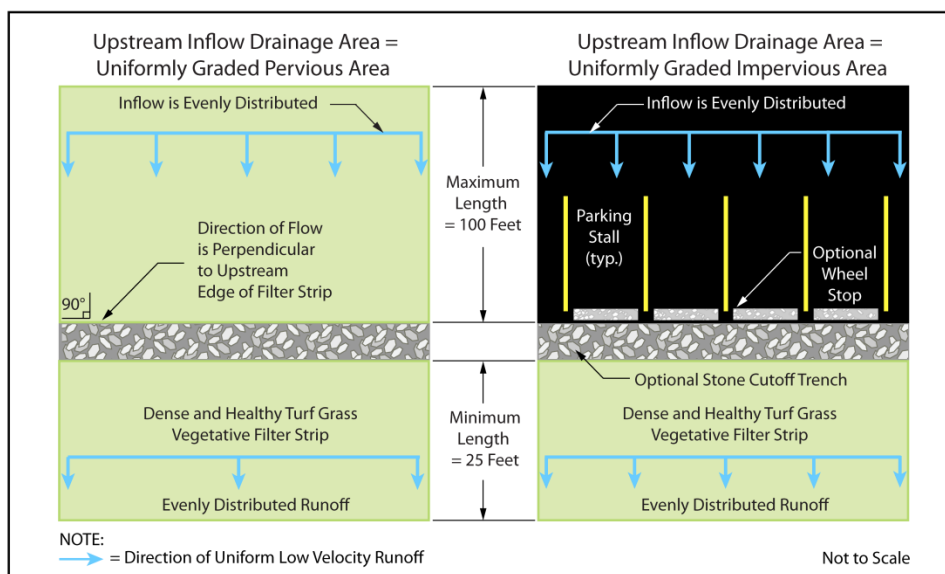 Upstream Inflow Drainage Area =
Uniformly Graded Pervious Area
Inflow is Evenly Distributed
Direction of Flow
is Perpendicular
to Upstream
Edge of Filter Strip
90°
Dense and Healthy Turf Grass
Vegetative Filter Strip
Evenly Distributed Runoff
Maximum
Length
= 100 Feet
Minimum
Length
= 25 Feet
Upstream Inflow Drainage Area =
Uniformly Graded Impervious Area
Inflow is Evenly Distributed
Parking
Stall
(typ.)
Optional
Wheel
Stop
Optional Stone Cutoff Trench
Dense and Healthy Turf Grass
Vegetative Filter Strip
Evenly Distributed Runoff
NOTE:
= Direction of Uniform Low Velocity Runoff
Not to Scale